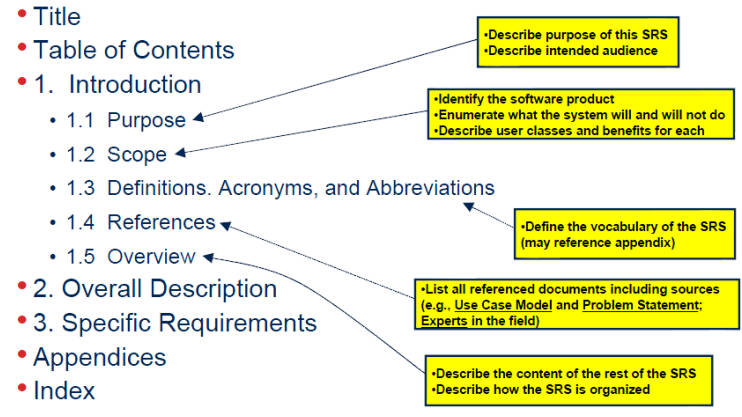 • Title
• Table of Contents
• 1. Introduction
• 1.1 Purpose
• 1.2 Scope
• 1.3 Definitions. Acronyms, and Abbreviations
• 1.4 References
• 1.5 Overview
• 2. Overall Description
• 3. Specific Requirements
• Appendices
• Index
•Describe purpose of this SRS
•Describe intended audience
•Identify the software product
•Enumerate what the system will and will not do
•Describe user classes and benefits for each
•Define the vocabulary of the SRS
(may reference appendix)
•List all referenced documents including sources
(e.g., Use Case Model and Problem Statement;
Experts in the field)
•Describe the content of the rest of the SRS
•Describe how the SRS is organized